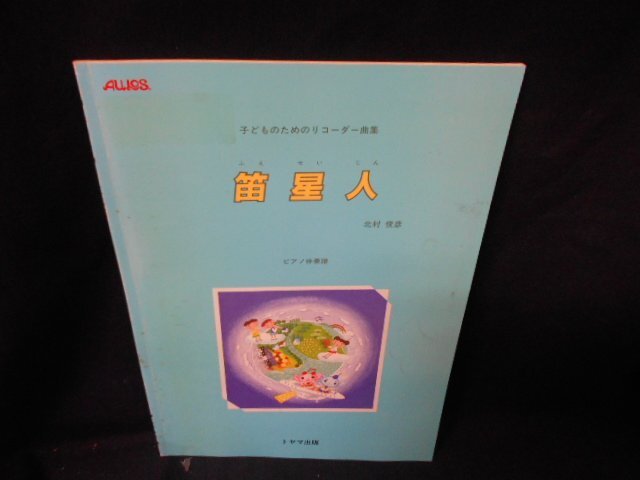 AULOS
子どものためのリコーダー曲集
ふえ せい じん
笛星人
北村 俊彦
ピアノ伴奏譜
トヤマ出版